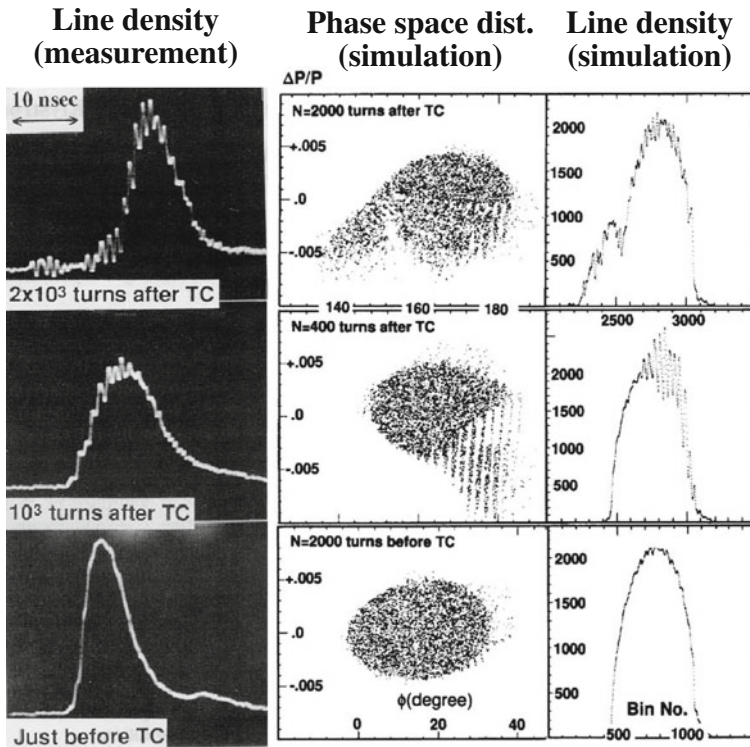 Line density
(measurement)
Phase space dist.
(simulation)
Line density
(simulation)
10 nsec
2x10³ turns after TC
10³ turns after TC
Just before TC
ΔP/P
N=2000 turns after TC
+.005
.0
-.005
140
160
180
N=400 turns after TC
+.005
.0
-.005
N=2000 turns before TC
+.005
.0
-.005
ϕ(degree)
0
20
40
2000
1500
1000
500
2500
3000
2000
1500
1000
500
2000
1500
1000
500
Bin No.
500
1000